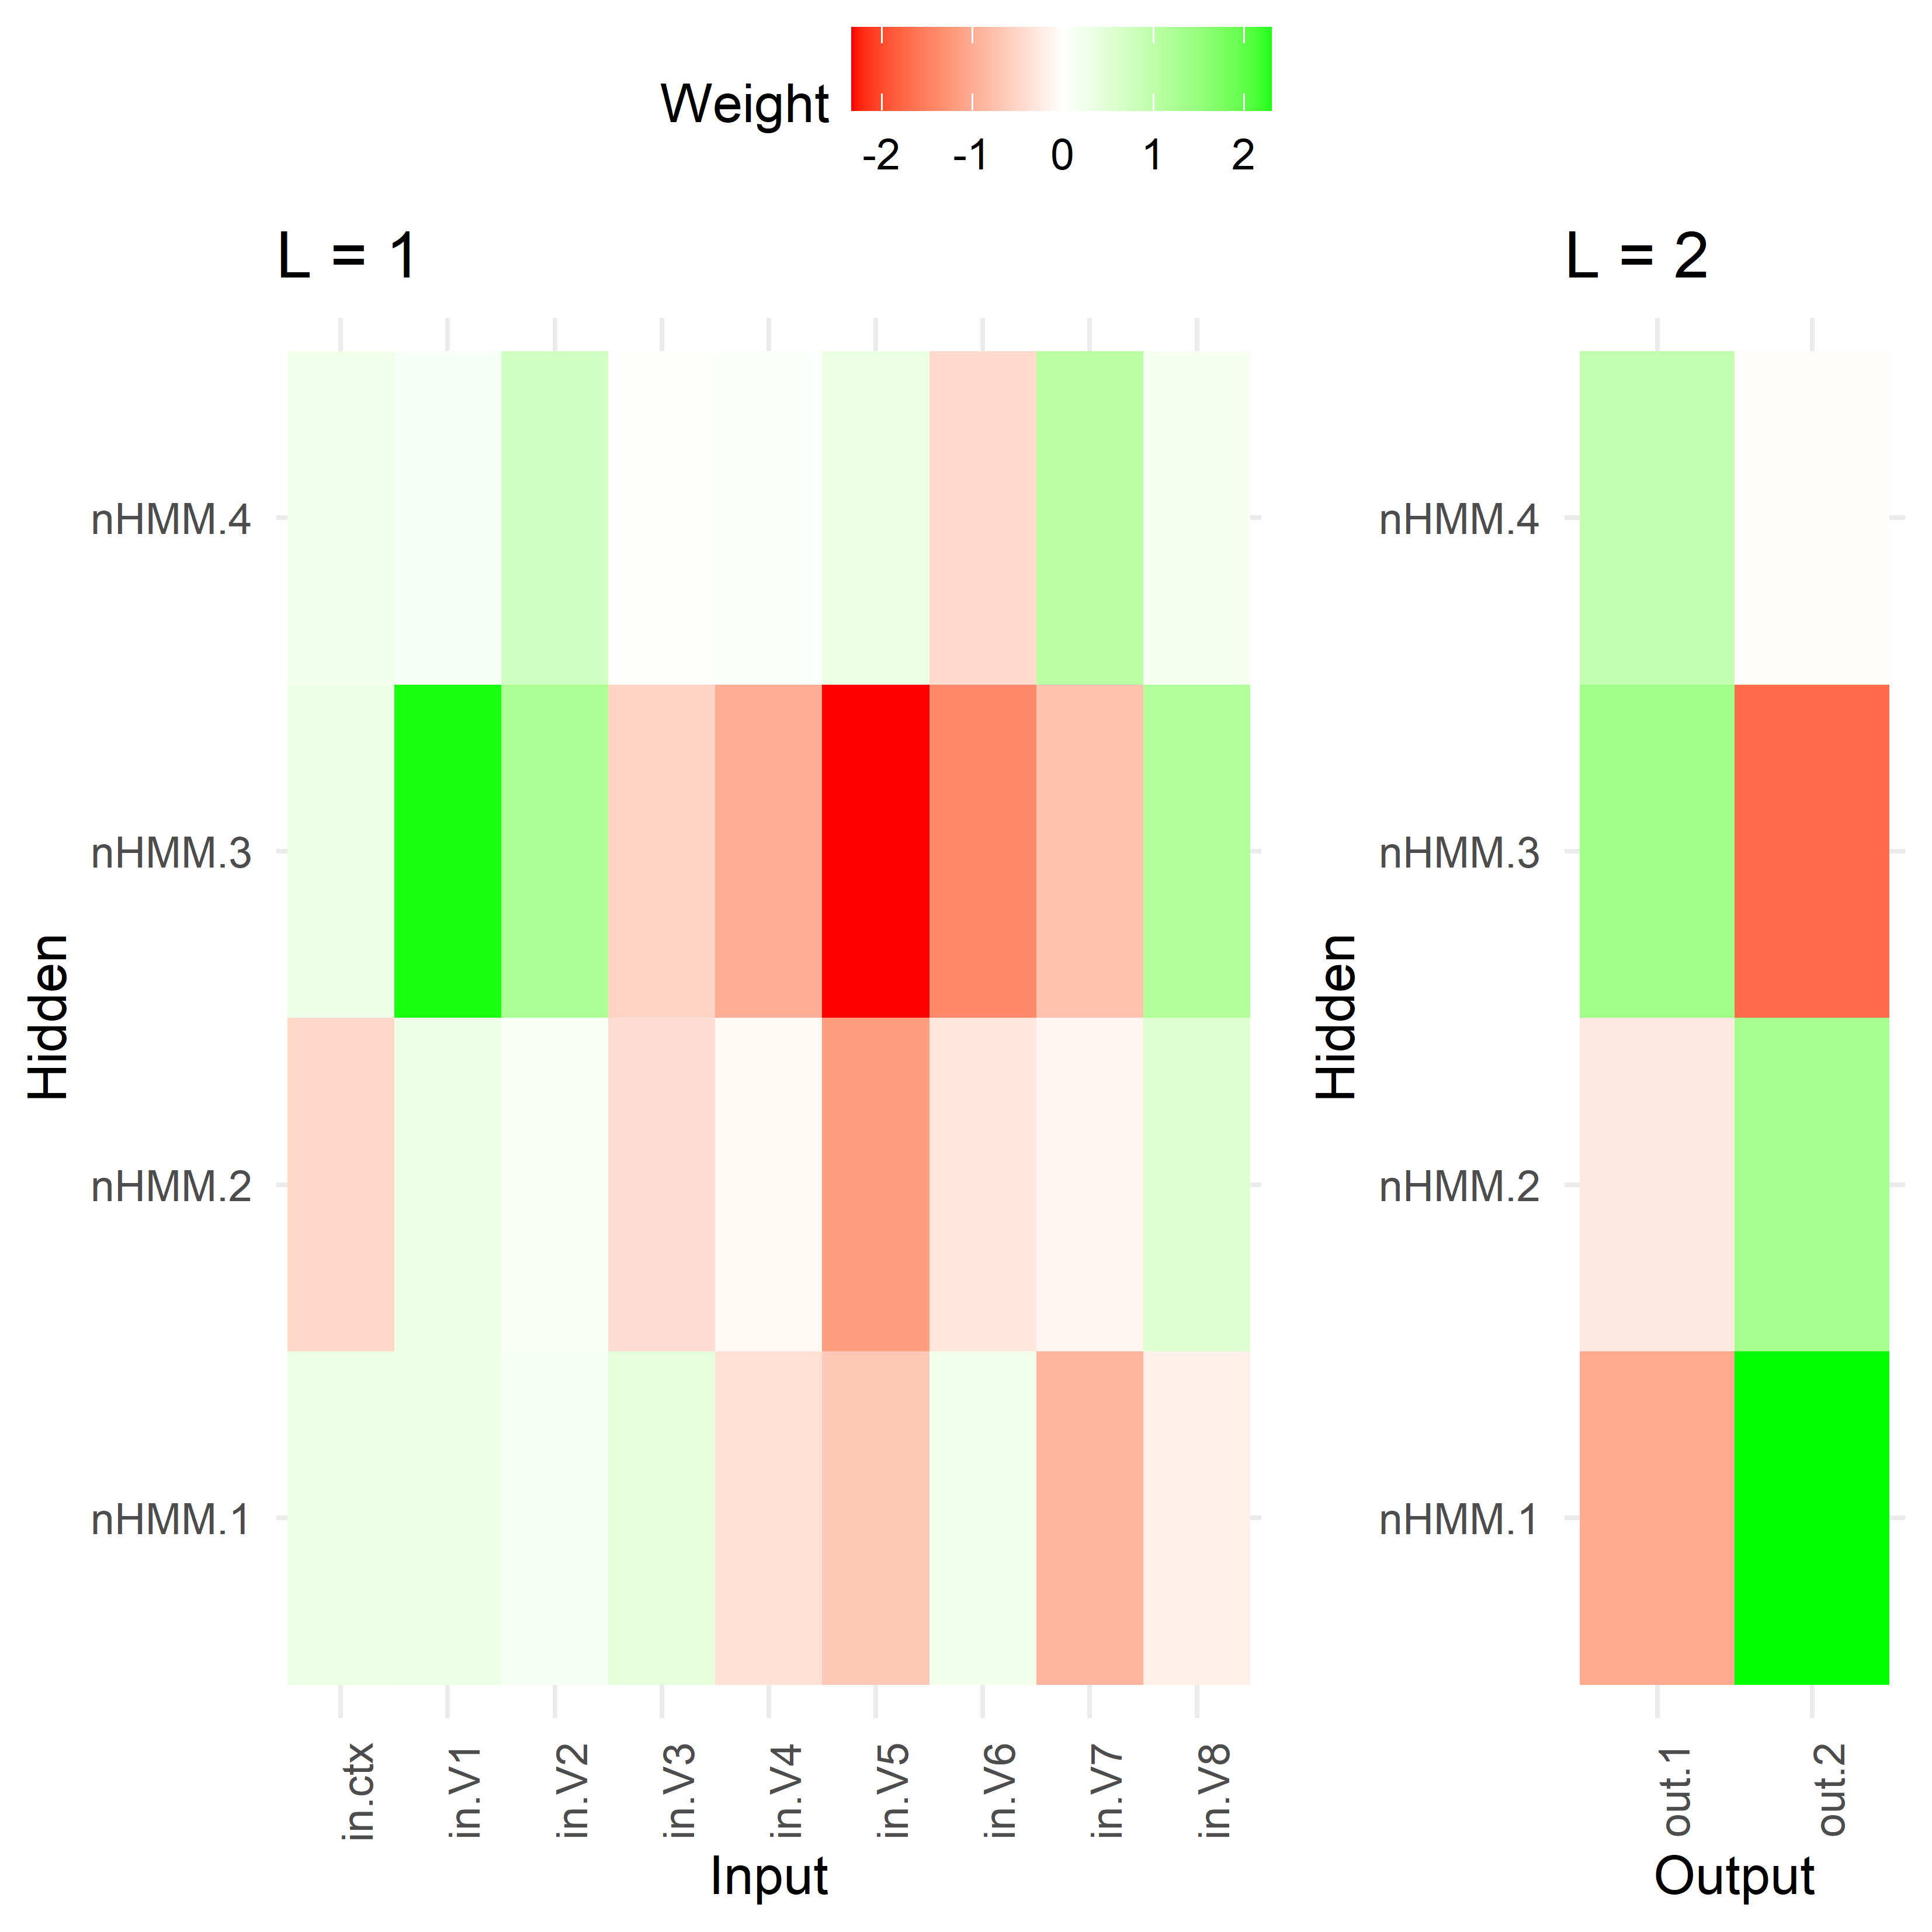 Weight
-2 -1 0 1 2
L = 1
L = 2
nHMM.4
nHMM.3
nHMM.2
nHMM.1
Hidden
in.ctx in.V1 in.V2 in.V3 in.V4 in.V5 in.V6 in.V7 in.V8
Input
nHMM.4
nHMM.3
nHMM.2
nHMM.1
Hidden
out.1 out.2
Output